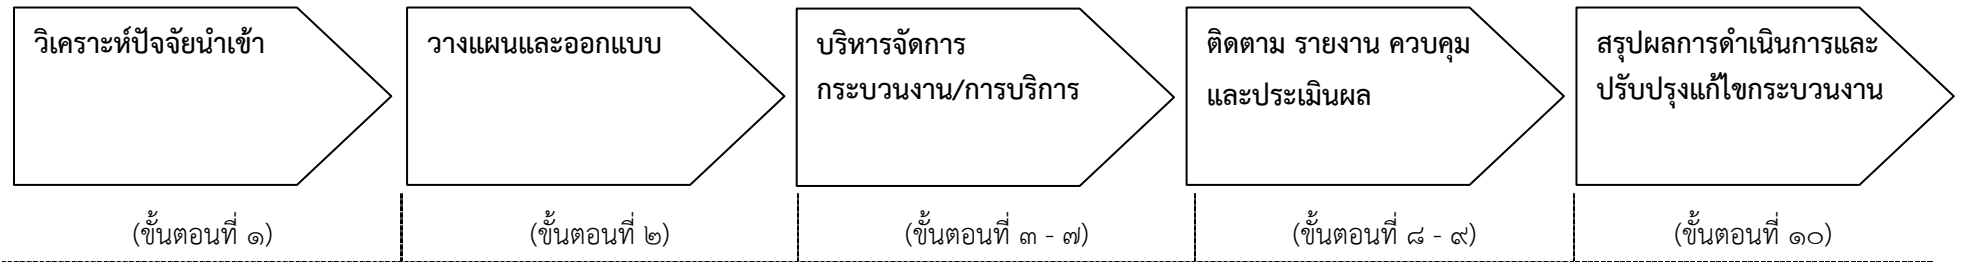 วิเคราะห์ปัจจัยนำเข้า
วางแผนและออกแบบ
บริหารจัดการ
กระบวนงาน/การบริการ
ติดตาม รายงาน ควบคุม
และประเมินผล
สรุปผลการดำเนินการและ
ปรับปรุงแก้ไขกระบวนงาน
(ขั้นตอนที่ ๑)
(ขั้นตอนที่ ๒)
(ขั้นตอนที่ ๓ - ๗)
(ขั้นตอนที่ ๘ - ๙)
(ขั้นตอนที่ ๑๐)